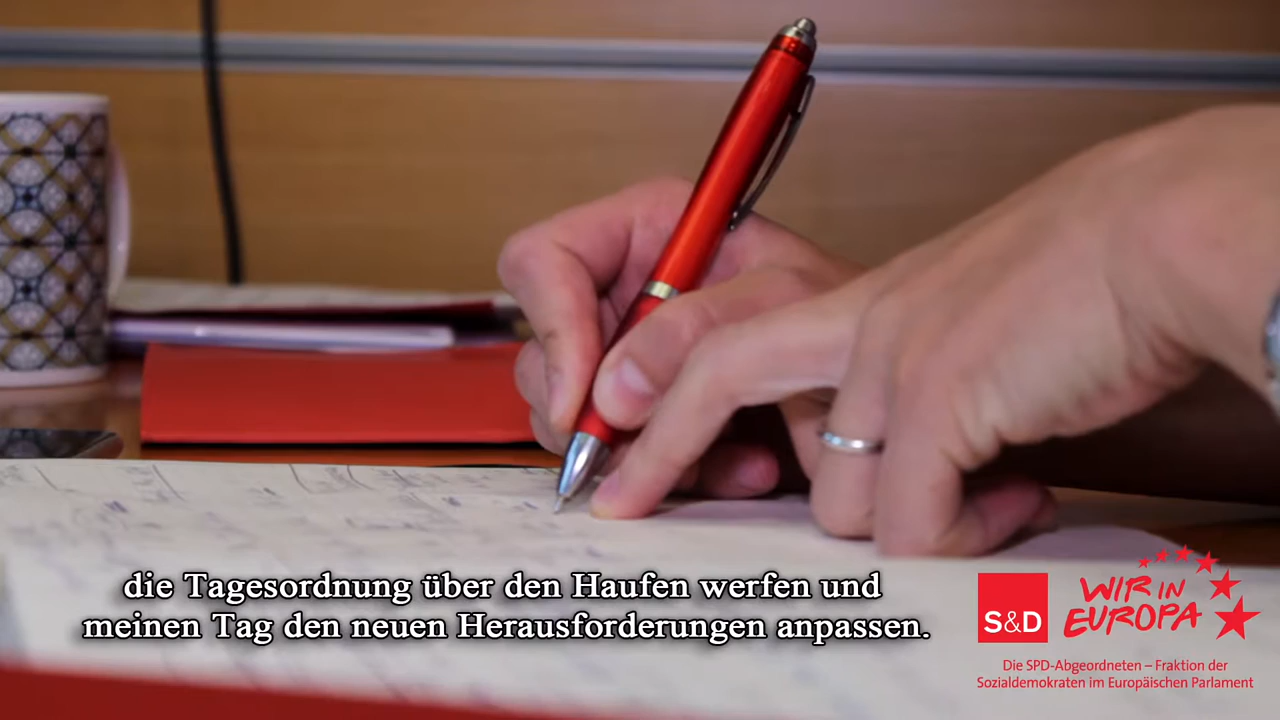 die Tagesordnung über den Haufen werfen und
meinen Tag den neuen Herausforderungen anpassen.
S&D
WIR IN
EUROPA
Die SPD-Abgeordneten – Fraktion der
Sozialdemokraten im Europäischen Parlament